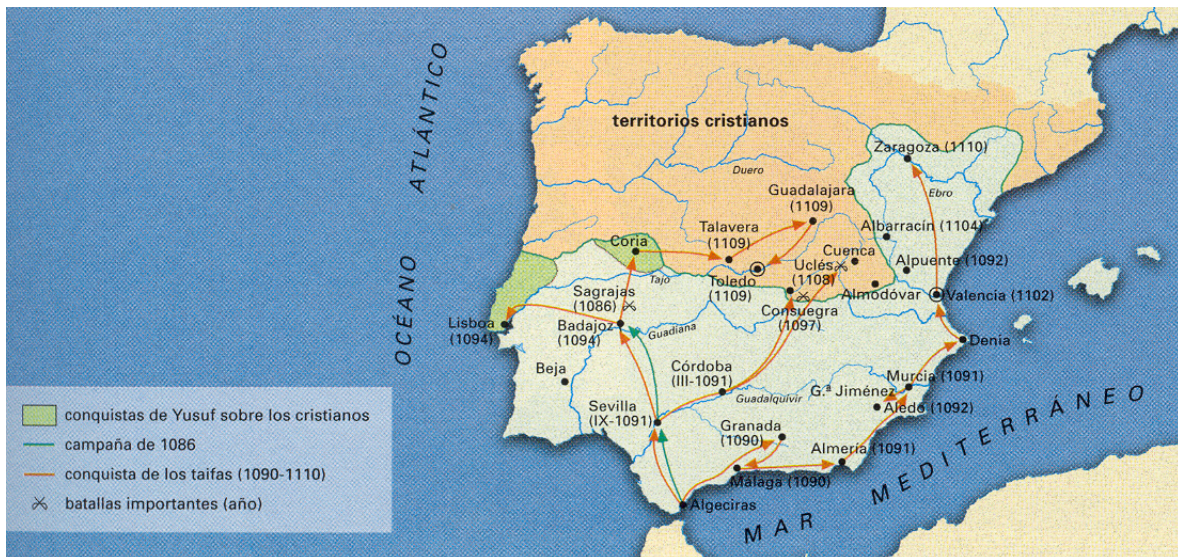 OCÉANO ATLÁNTICO
territorios cristianos
Zaragoza (1110)
Duero
Ebro
Guadalajara
(1109)
Talavera
(1109)
Albarracín (1104)
Coria
Cuenca
Uclés
(1108)
Alpuente (1092)
Tajo
Toledo
(1109)
Sagrajas
(1086)
Almodóvar
Valencia (1102)
Consuegra
(1097)
Lisboa
(1094)
Badajoz
(1094)
Guadiana
Denia
Beja
Córdoba
(III-1091)
Murcia (1091)
G.ª Jiménez
Guadalquivir
Aledo (1092)
Sevilla
(IX-1091)
Granada
(1090)
Almería (1091)
Málaga (1090)
Algeciras
MAR MEDITERRÁNEO
conquistas de Yusuf sobre los cristianos
campaña de 1086
conquista de los taifas (1090-1110)
batallas importantes (año)